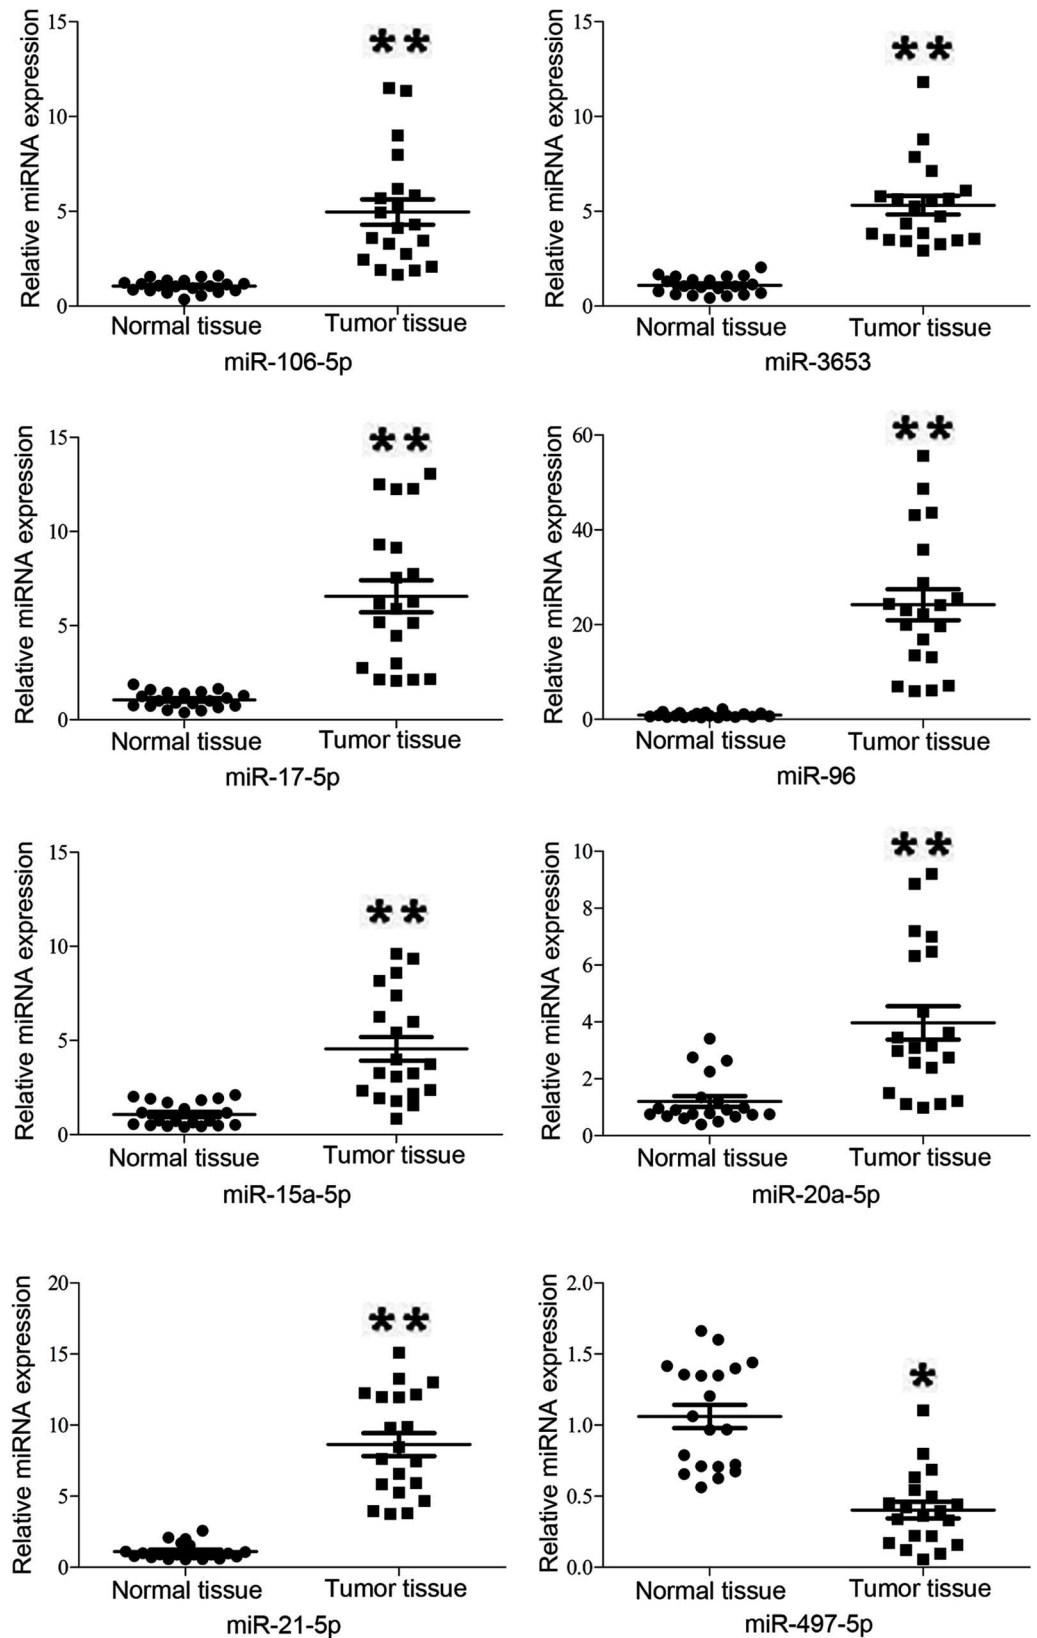 Relative miRNA expression
15
10
5
0
**
Normal tissue
Tumor tissue
miR-106-5p
Relative miRNA expression
15
10
5
0
**
Normal tissue
Tumor tissue
miR-3653
Relative miRNA expression
15
10
5
0
**
Normal tissue
Tumor tissue
miR-17-5p
Relative miRNA expression
60
40
20
0
**
Normal tissue
Tumor tissue
miR-96
Relative miRNA expression
15
10
5
0
**
Normal tissue
Tumor tissue
miR-15a-5p
Relative miRNA expression
10
8
6
4
2
0
**
Normal tissue
Tumor tissue
miR-20a-5p
Relative miRNA expression
20
15
10
5
0
**
Normal tissue
Tumor tissue
miR-21-5p
Relative miRNA expression
2.0
1.5
1.0
0.5
0.0
*
Normal tissue
Tumor tissue
miR-497-5p